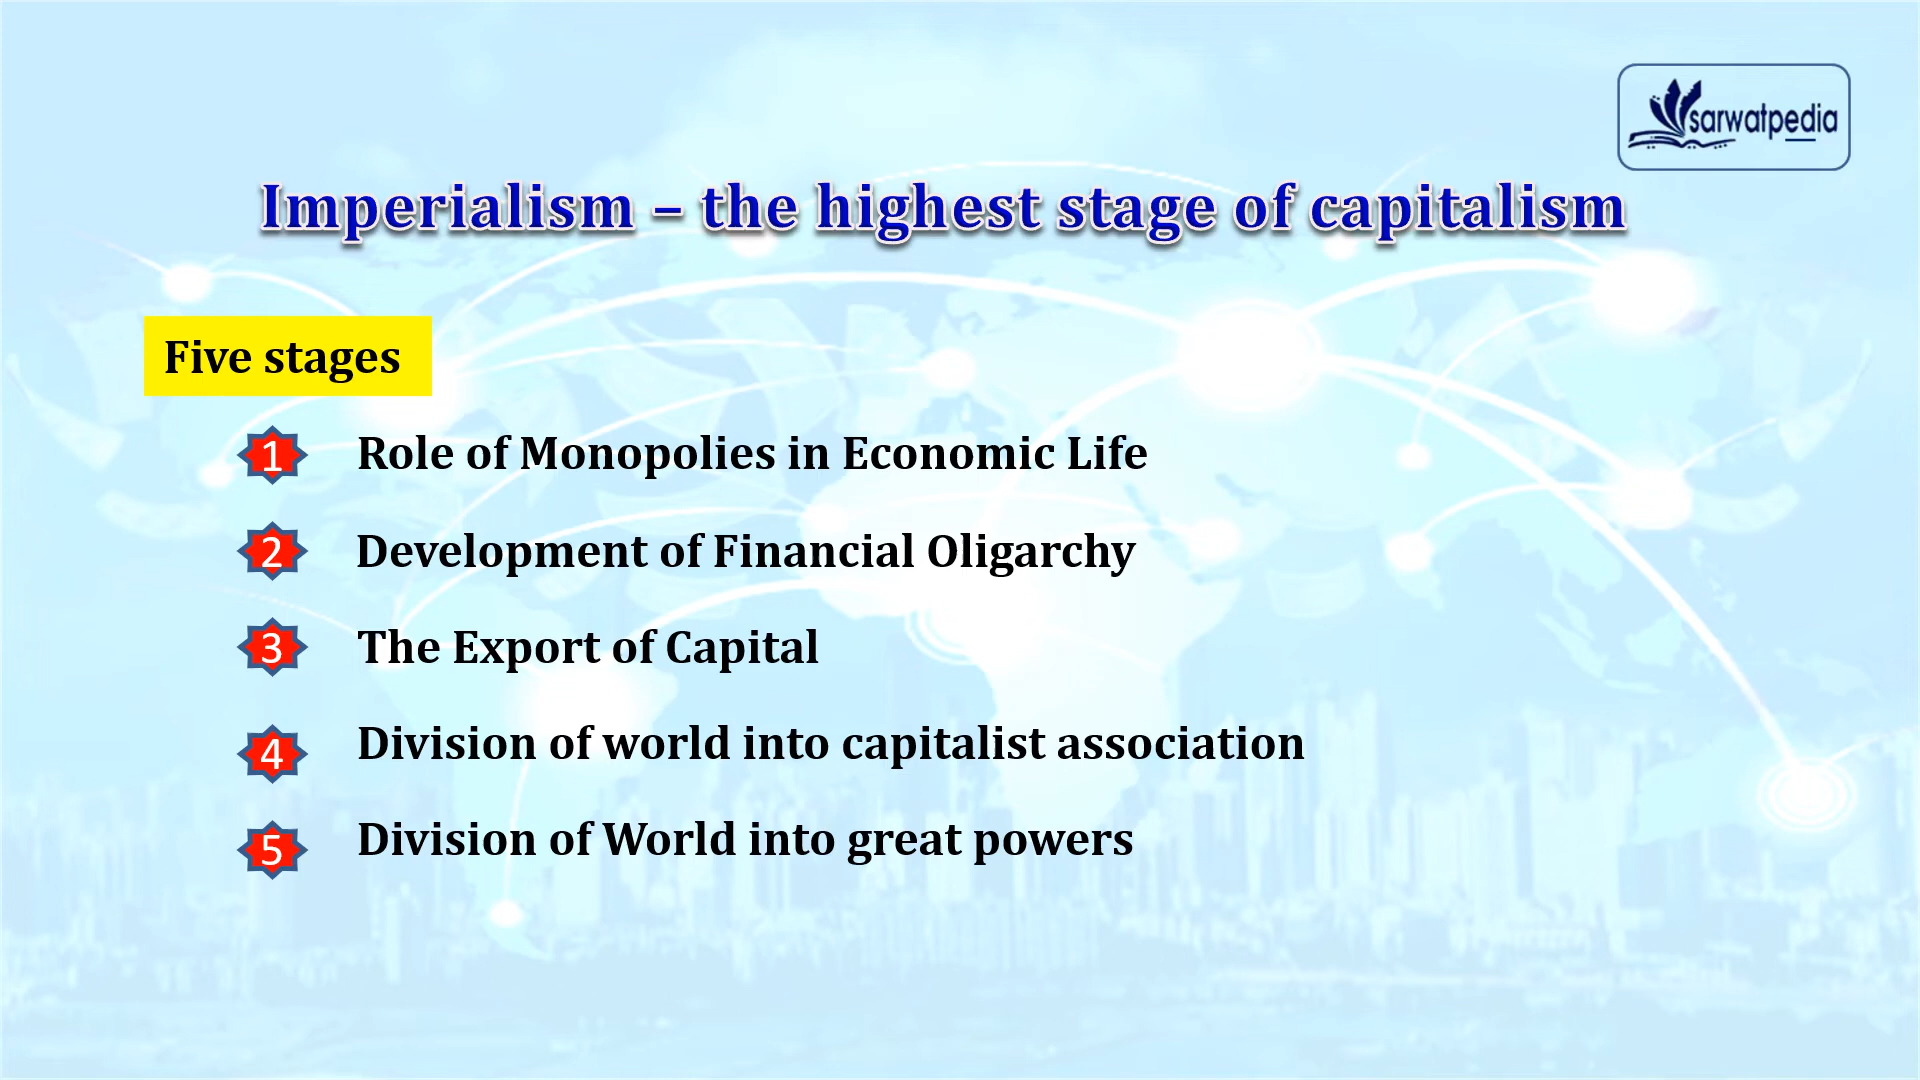 sarwatpedia
Imperialism – the highest stage of capitalism
Five stages
1 Role of Monopolies in Economic Life
2 Development of Financial Oligarchy
3 The Export of Capital
4 Division of world into capitalist association
5 Division of World into great powers